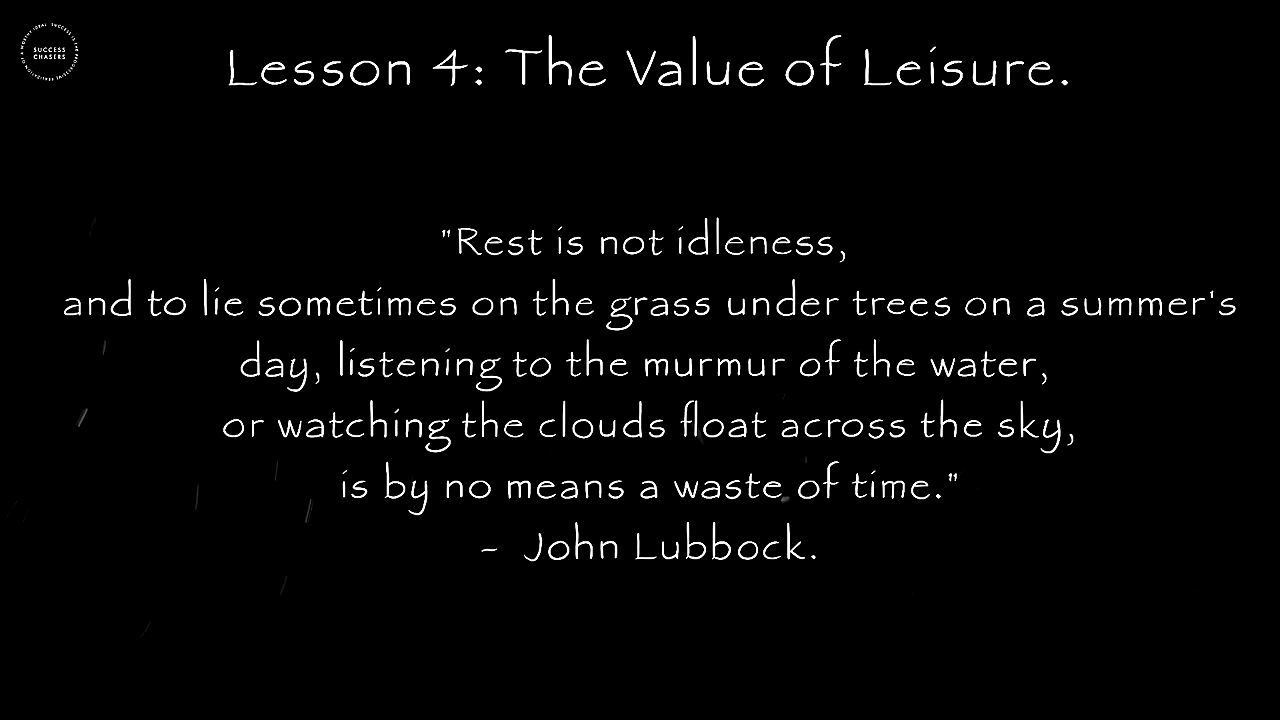 SUCCESS
CHASERS
Lesson 4: The Value of Leisure.
"Rest is not idleness,
and to lie sometimes on the grass under trees on a summer's
day, listening to the murmur of the water,
or watching the clouds float across the sky,
is by no means a waste of time."
- John Lubbock.